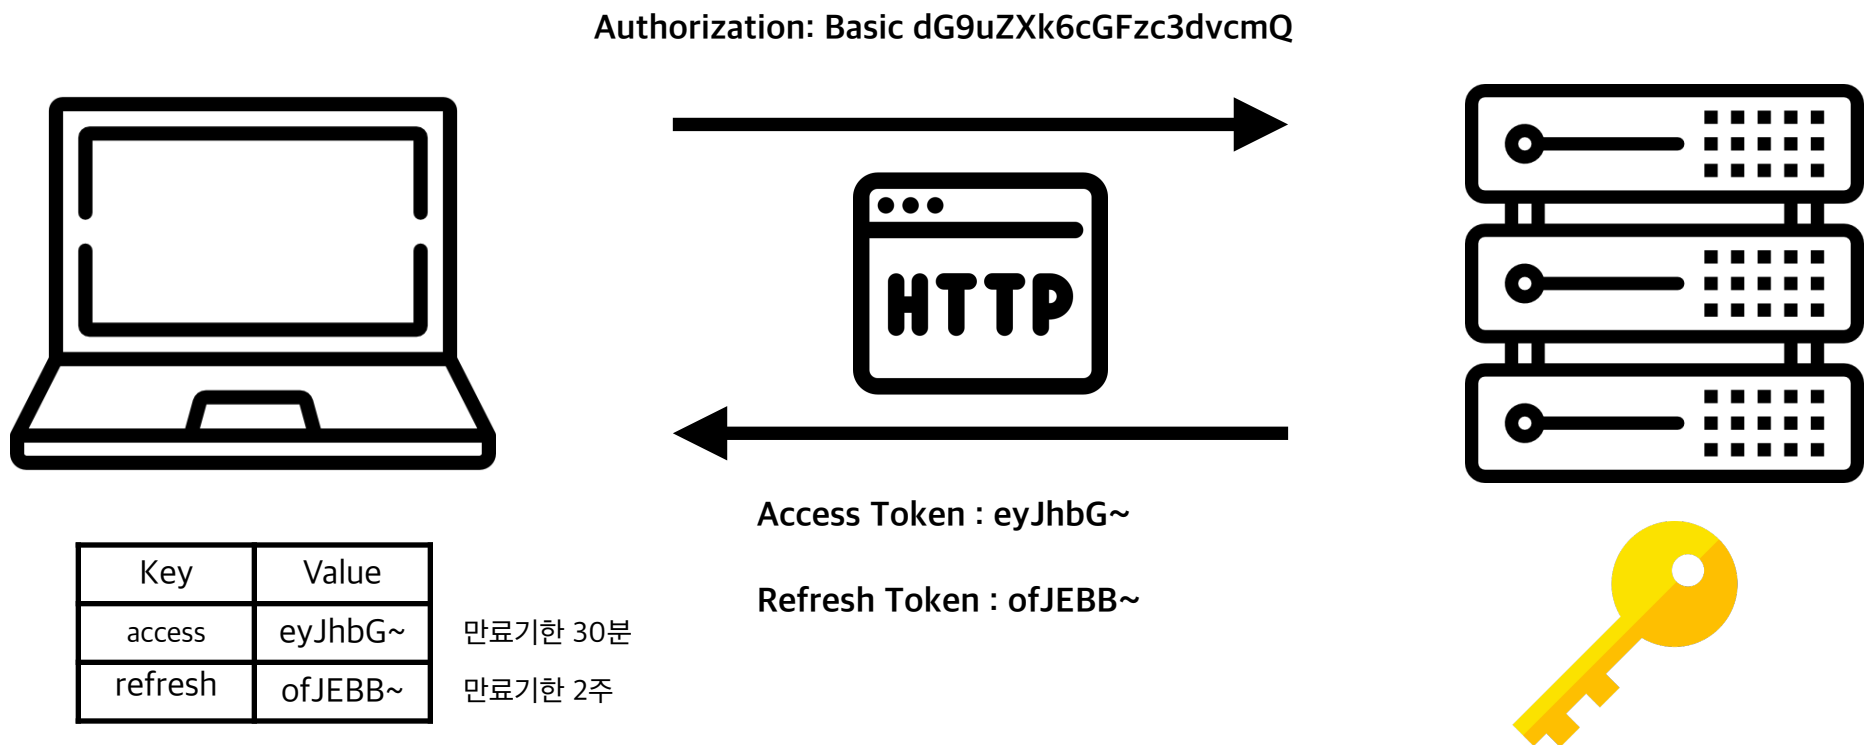 Authorization: Basic dG9uZXk6cGFzc3dvcmQ
HTTP
Access Token : eyJhbG~
Refresh Token : ofJEBB~
Key Value
access eyJhbG~ 만료기한 30분
refresh ofJEBB~ 만료기한 2주